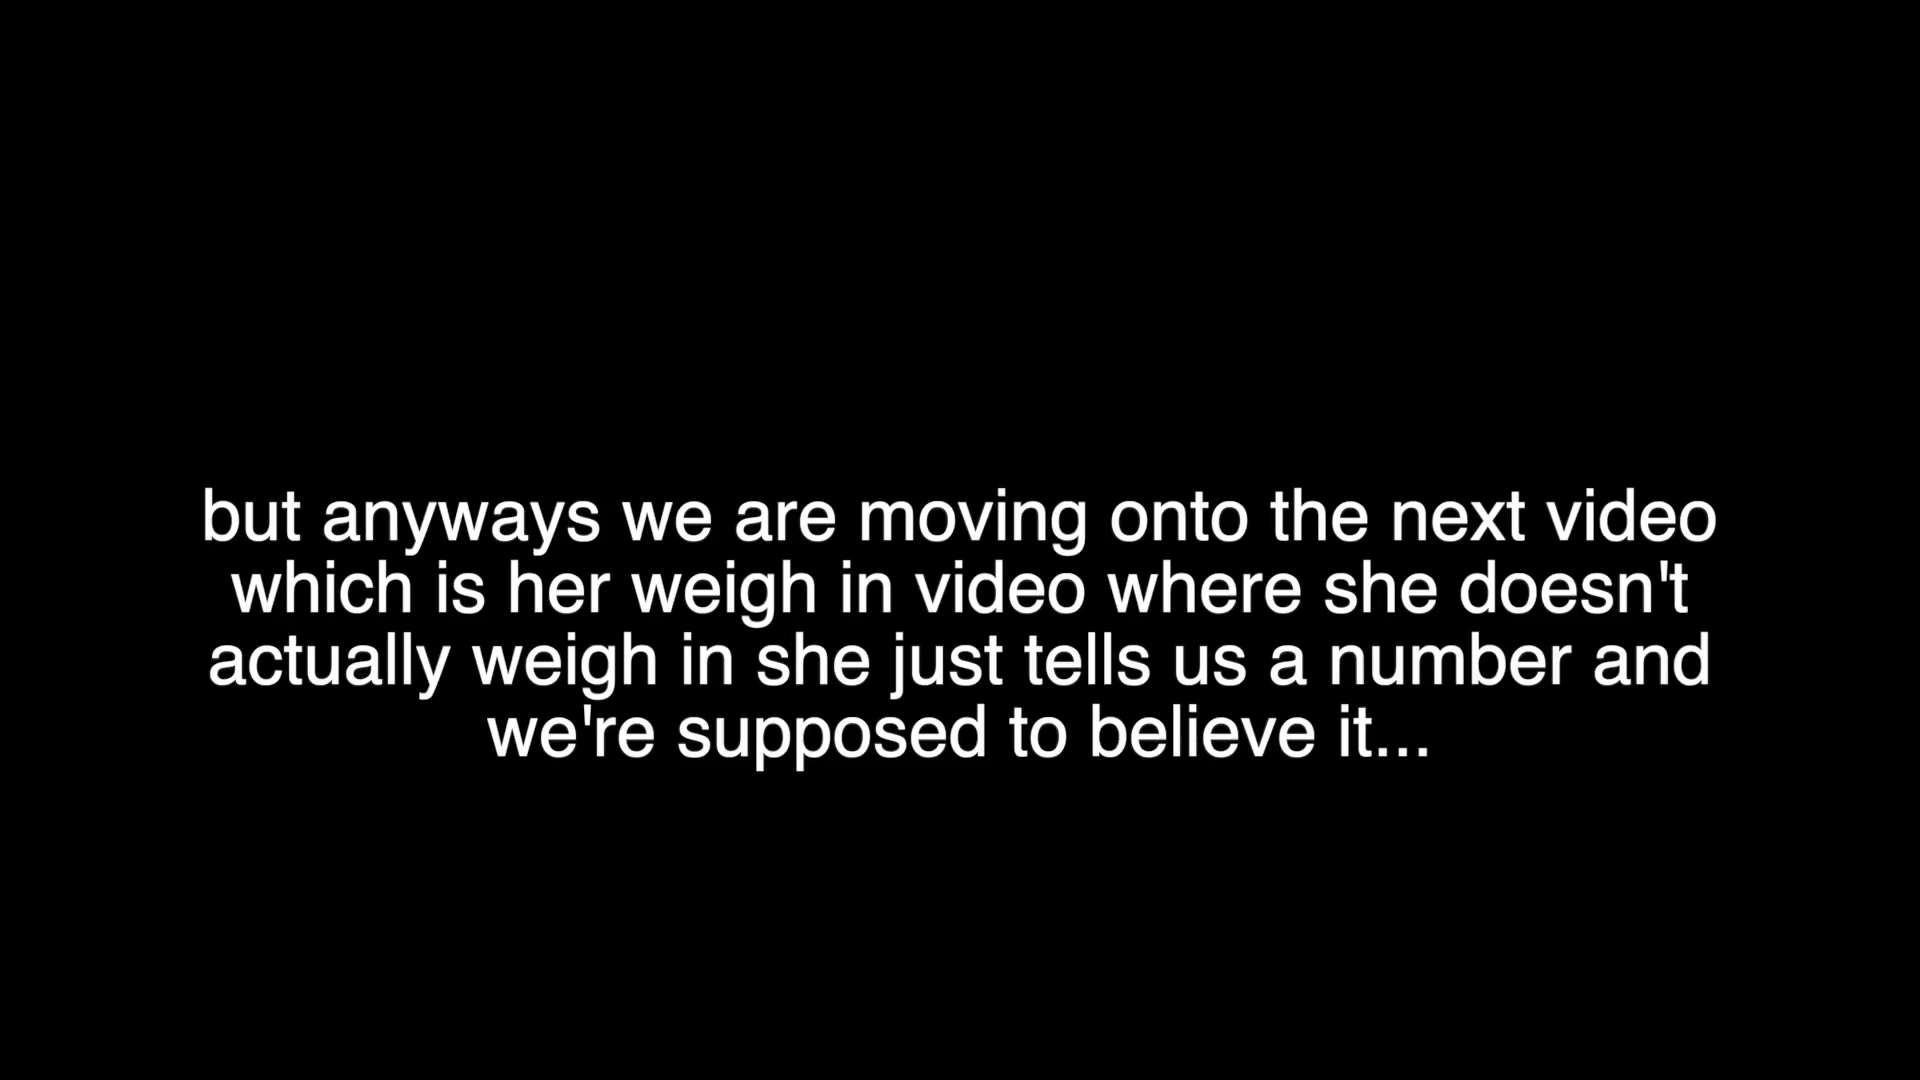 but anyways we are moving onto the next video
which is her weigh in video where she doesn't
actually weigh in she just tells us a number and
we're supposed to believe it...